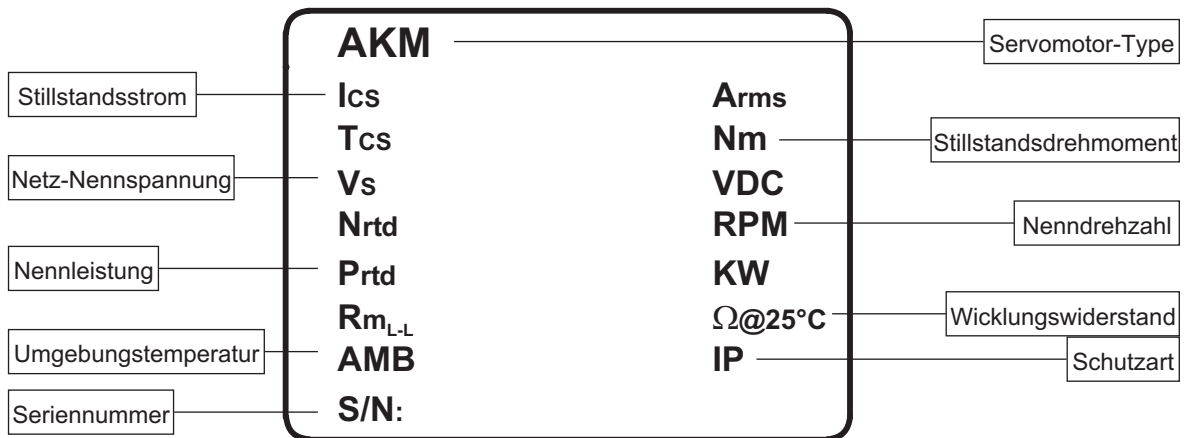 AKM
Servomotor-Type
Stillstandsstrom
Ics
Arms
Tcs
Nm
Stillstandsdrehmoment
Netz-Nennspannung
Vs
VDC
Nrtd
RPM
Nenndrehzahl
Nennleistung
Prtd
KW
RmL-L
Ω@25°C
Wicklungswiderstand
Umgebungstemperatur
AMB
IP
Schutzart
Seriennummer
S/N: